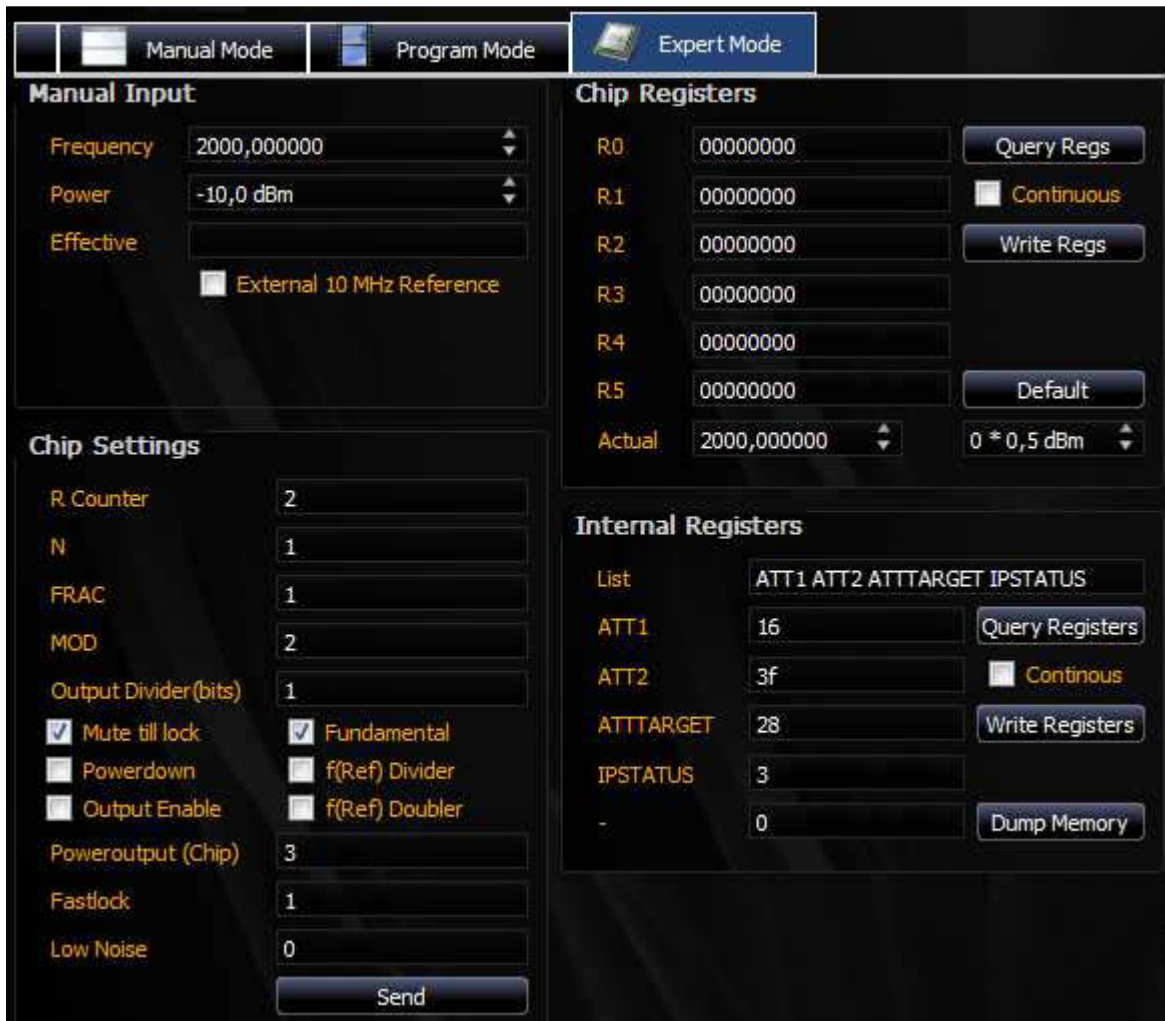 Manual Mode Program Mode Expert Mode
Manual Input
Frequency 2000,000000
Power -10,0 dBm
Effective
External 10 MHz Reference
Chip Settings
R Counter 2
N 1
FRAC 1
MOD 2
Output Divider(bits) 1
Mute till lock Fundamental
Powerdown f(Ref) Divider
Output Enable f(Ref) Doubler
Poweroutput (Chip) 3
Fastlock 1
Low Noise 0
Send
Chip Registers
R0 00000000 Query Regs
R1 00000000 Continuous
R2 00000000 Write Regs
R3 00000000
R4 00000000
R5 00000000 Default
Actual 2000,000000 0 * 0,5 dBm
Internal Registers
List ATT1 ATT2 ATTTARGET IPSTATUS
ATT1 16 Query Registers
ATT2 3f Continous
ATTTARGET 28 Write Registers
IPSTATUS 3
- 0 Dump Memory